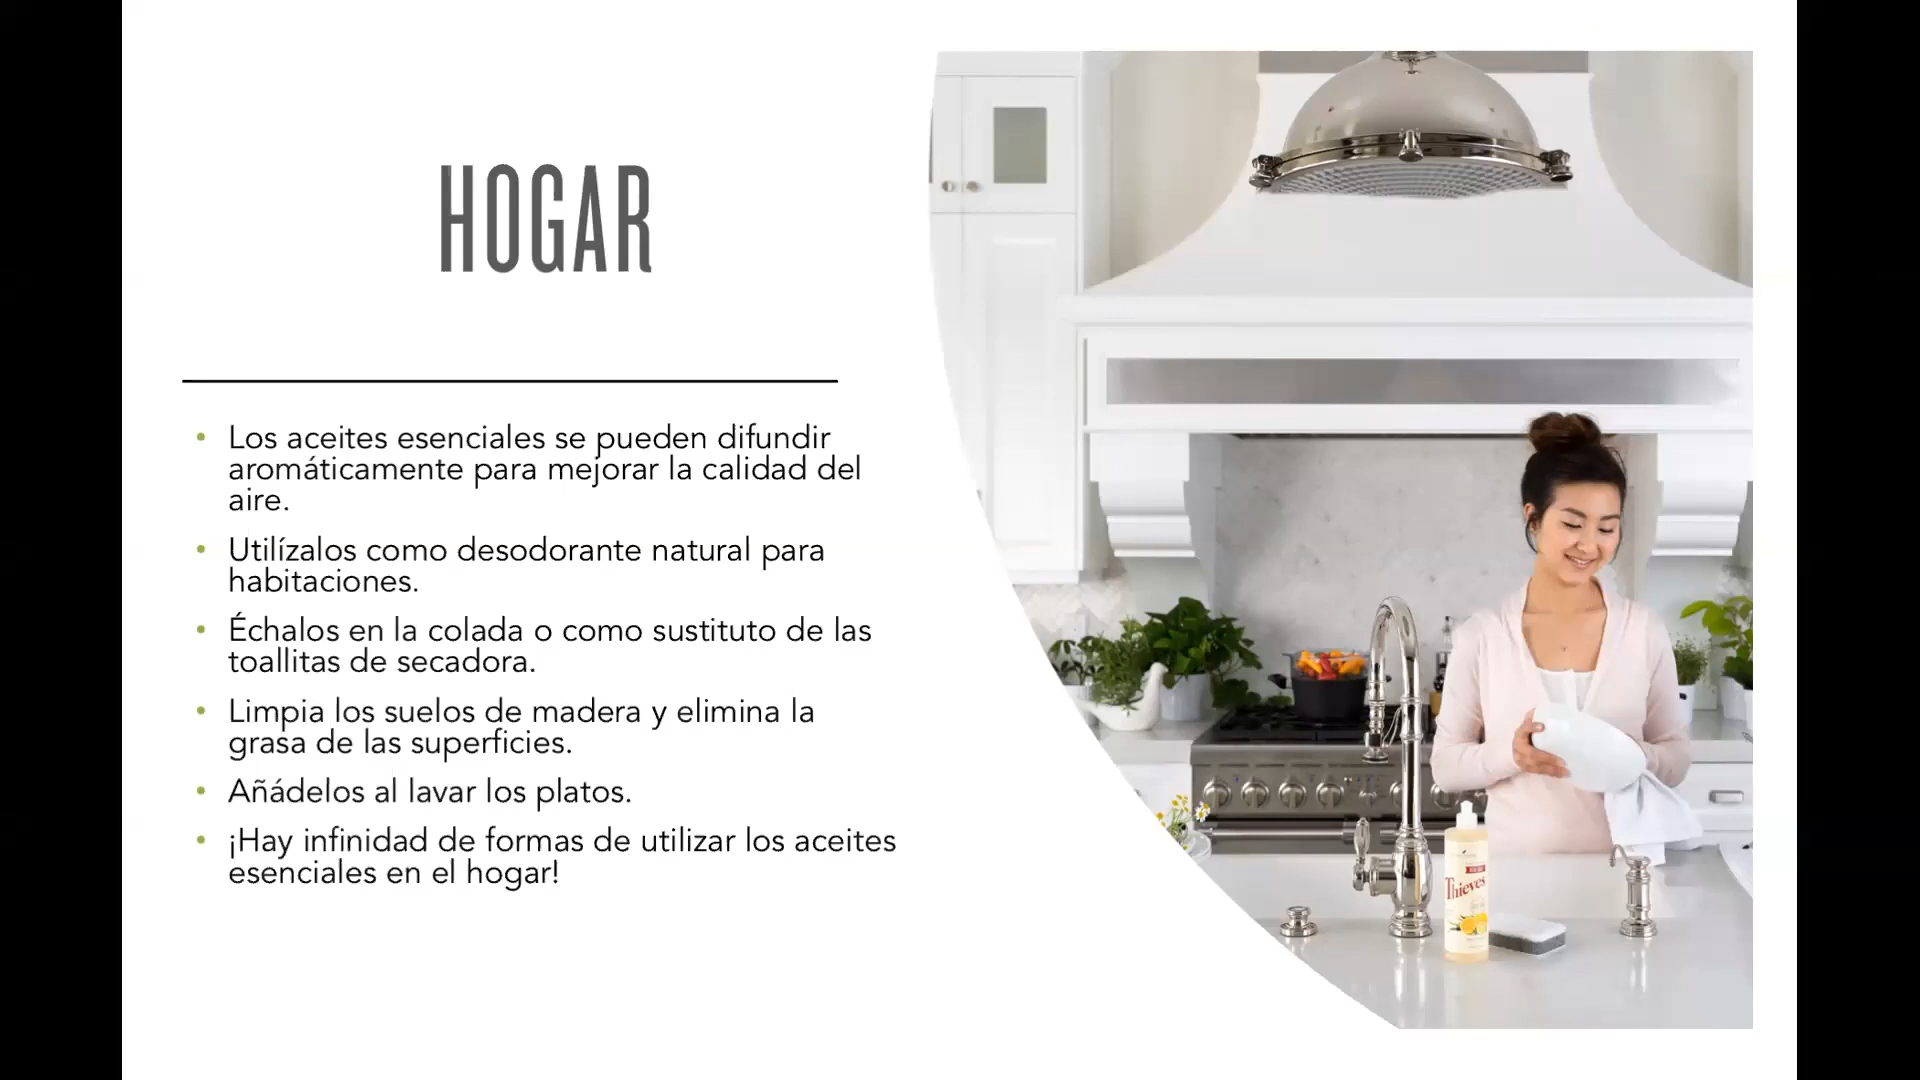 HOGAR
• Los aceites esenciales se pueden difundir
aromáticamente para mejorar la calidad del
aire.
• Utilízalos como desodorante natural para
habitaciones.
• Échalos en la colada o como sustituto de las
toallitas de secadora.
• Limpia los suelos de madera y elimina la
grasa de las superficies.
• Añádelos al lavar los platos.
• ¡Hay infinidad de formas de utilizar los aceites
esenciales en el hogar!
Thieves